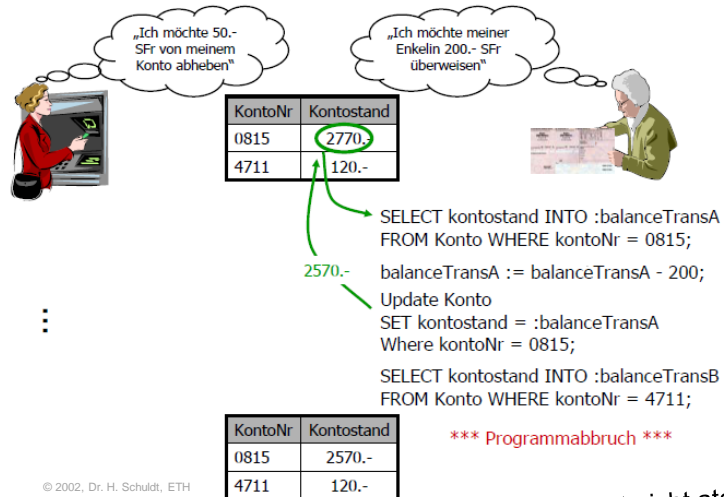 „Ich möchte 50.-
SFr von meinem
Konto abheben“
„Ich möchte meiner
Enkelin 200.- SFr
überweisen“
KontoNr Kontostand
0815 2770.-
4711 120.-
SELECT kontostand INTO :balanceTransA
FROM Konto WHERE kontoNr = 0815;
2570.- balanceTransA := balanceTransA - 200;
Update Konto
SET kontostand = :balanceTransA
Where kontoNr = 0815;
SELECT kontostand INTO :balanceTransB
FROM Konto WHERE kontoNr = 4711;
*** Programmabbruch ***
KontoNr Kontostand
0815 2570.-
4711 120.-
© 2002, Dr. H. Schuldt, ETH